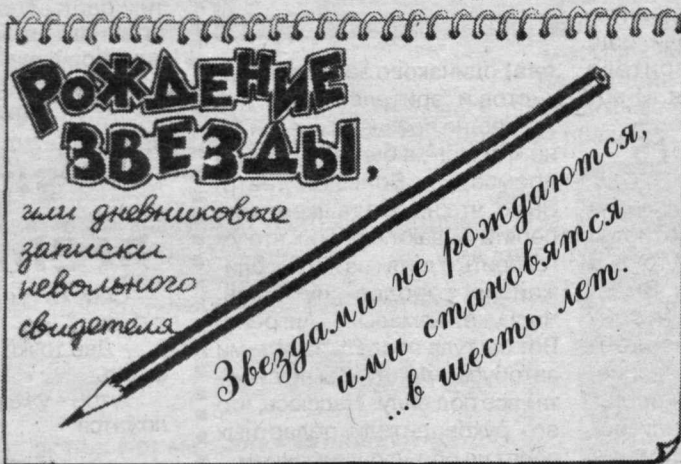 РОЖДЕНИЕ
ЗВЕЗДЫ,
или дневниковые
записки
невольного
свидетеля
Звездами не рождаются,
ими становятся
...в шесть лет.